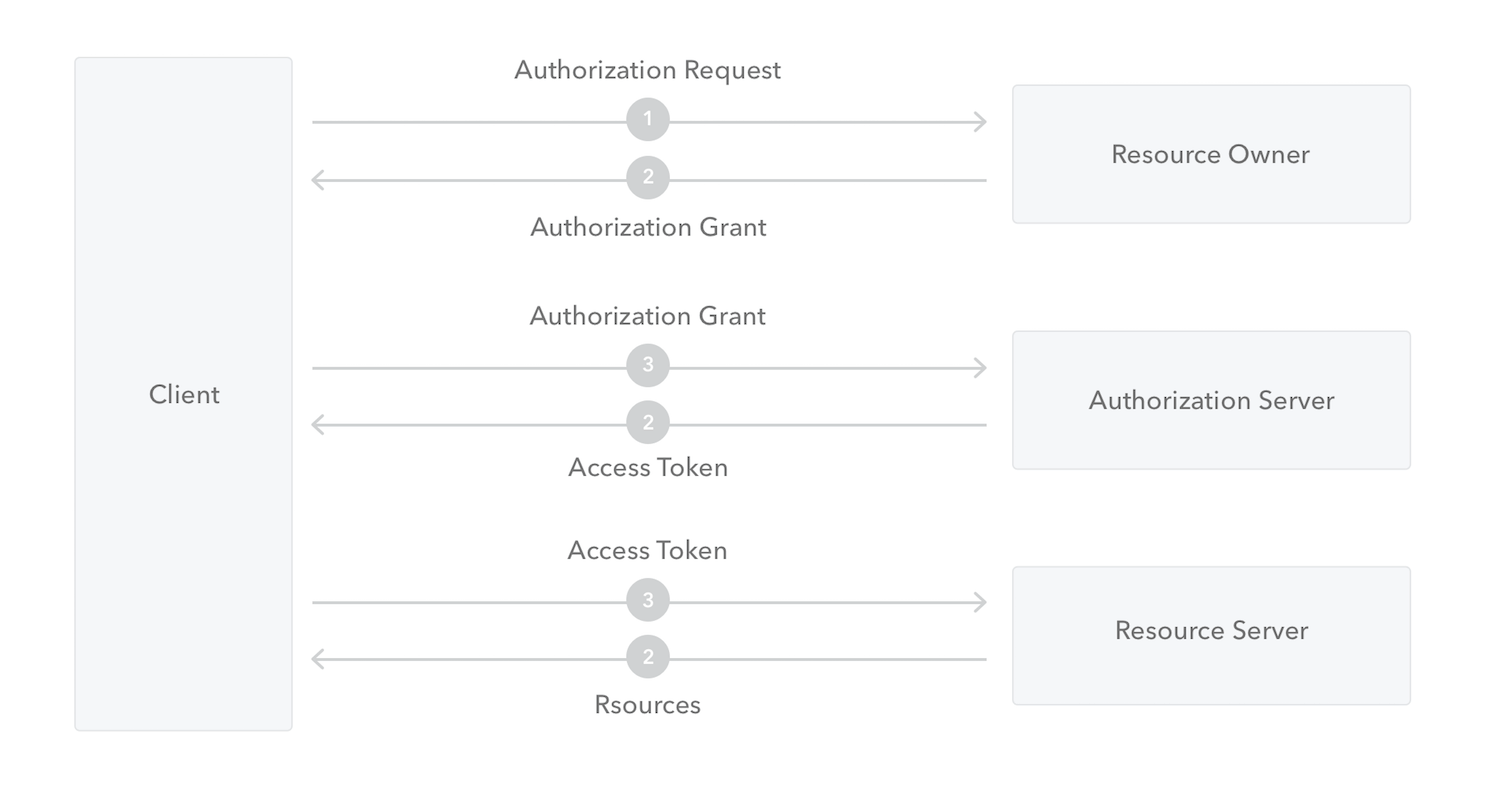 Authorization Request
1
2
Authorization Grant
Resource Owner
Authorization Grant
3
2
Access Token
Client
Authorization Server
Access Token
3
2
Rsources
Resource Server